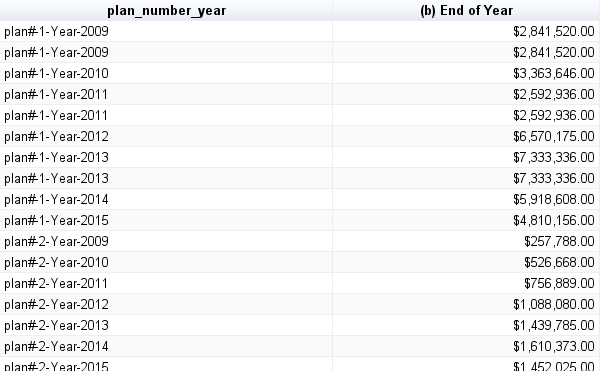 plan_number_year (b) End of Year
plan#-1-Year-2009 $2,841,520.00
plan#-1-Year-2009 $2,841,520.00
plan#-1-Year-2010 $3,363,646.00
plan#-1-Year-2011 $2,592,936.00
plan#-1-Year-2011 $2,592,936.00
plan#-1-Year-2012 $6,570,175.00
plan#-1-Year-2013 $7,333,336.00
plan#-1-Year-2013 $7,333,336.00
plan#-1-Year-2014 $5,918,608.00
plan#-1-Year-2015 $4,810,156.00
plan#-2-Year-2009 $257,788.00
plan#-2-Year-2010 $526,668.00
plan#-2-Year-2011 $756,889.00
plan#-2-Year-2012 $1,088,080.00
plan#-2-Year-2013 $1,439,785.00
plan#-2-Year-2014 $1,610,373.00
plan#-2-Year-2015 $1,452,025.00